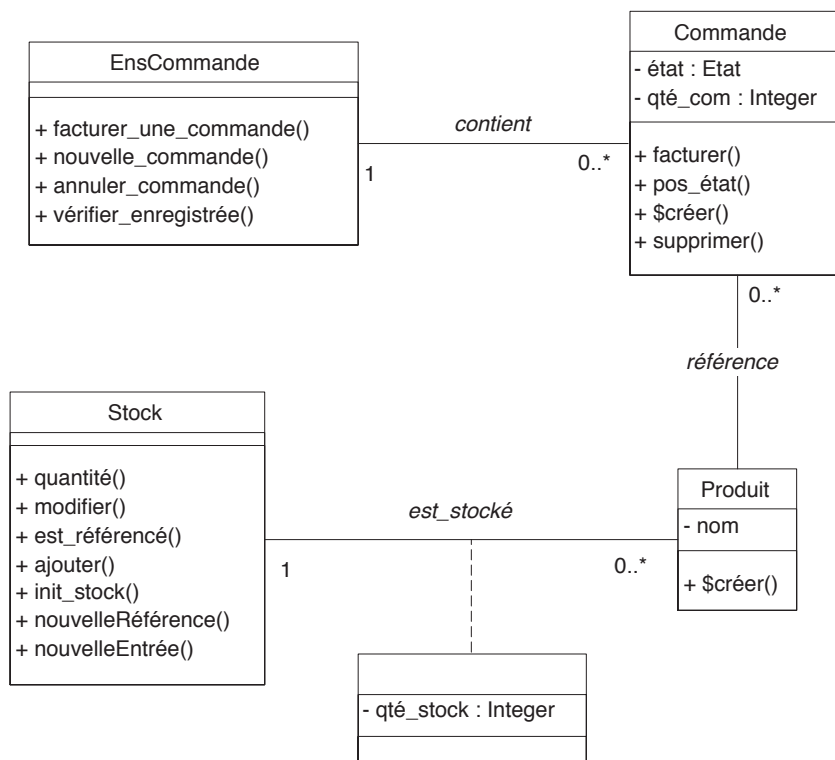 EnsCommande
+ facturer_une_commande()
+ nouvelle_commande()
+ annuler_commande()
+ vérifier_enregistrée()
contient
1
0..*
Commande
- état : Etat
- qté_com : Integer
+ facturer()
+ pos_état()
+ $créer()
+ supprimer()
0..*
référence
Stock
+ quantité()
+ modifier()
+ est_référencé()
+ ajouter()
+ init_stock()
+ nouvelleRéférence()
+ nouvelleEntrée()
est_stocké
1
0..*
Produit
- nom
+ $créer()
- qté_stock : Integer